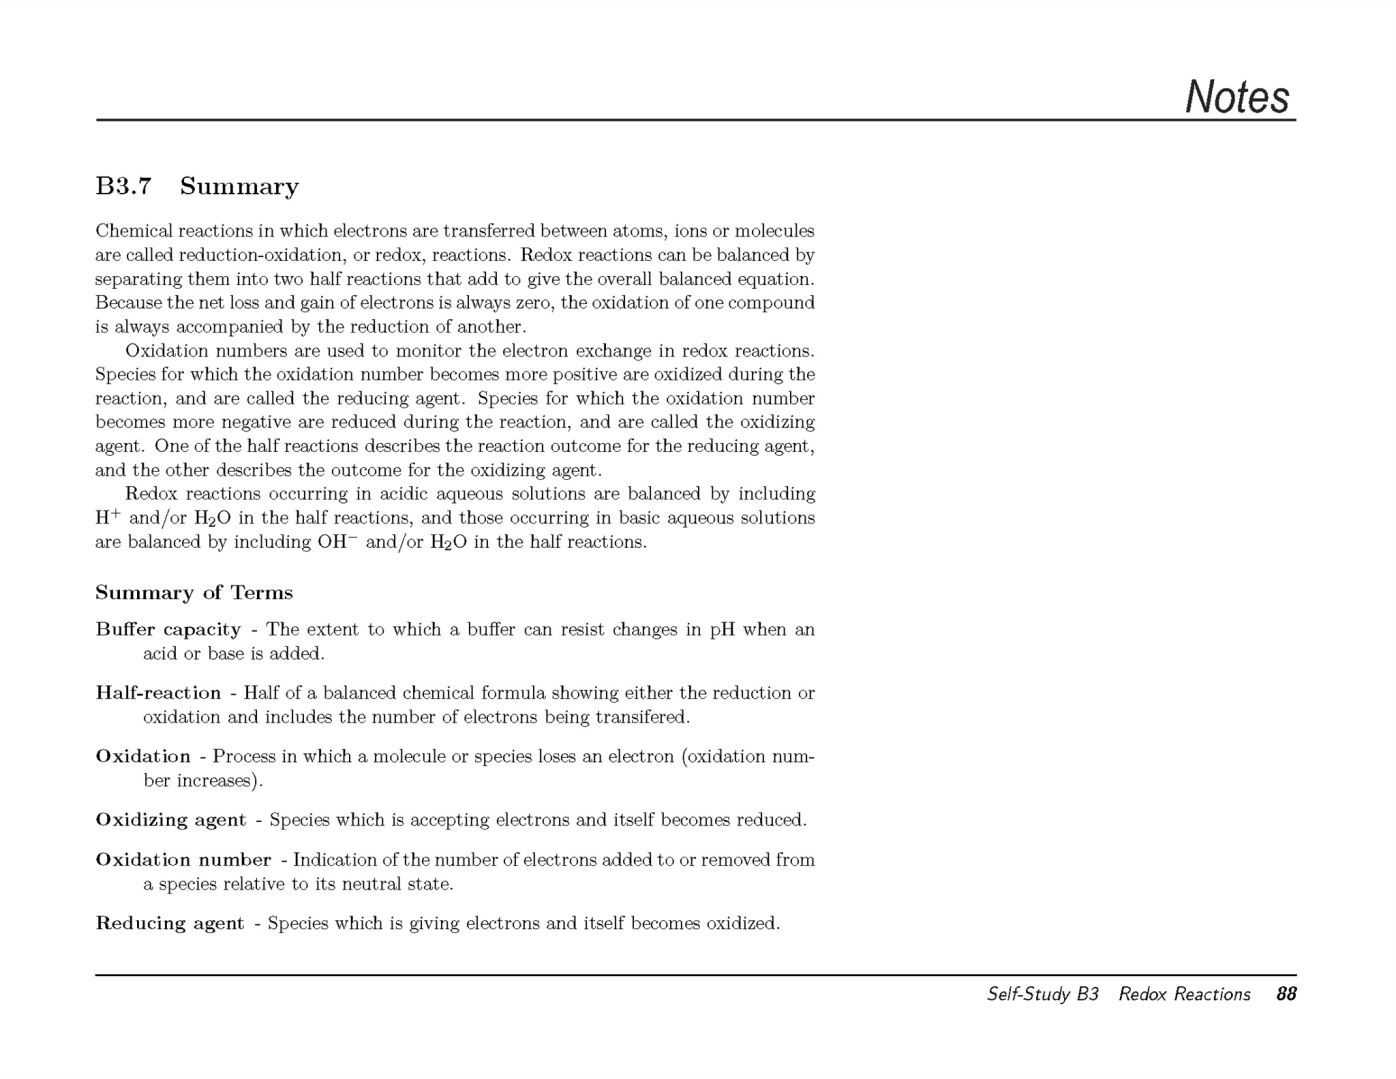 Notes
B3.7 Summary
Chemical reactions in which electrons are transferred between atoms, ions or molecules
are called reduction-oxidation, or redox, reactions. Redox reactions can be balanced by
separating them into two half reactions that add to give the overall balanced equation.
Because the net loss and gain of electrons is always zero, the oxidation of one compound
is always accompanied by the reduction of another.
Oxidation numbers are used to monitor the electron exchange in redox reactions.
Species for which the oxidation number becomes more positive are oxidized during the
reaction, and are called the reducing agent. Species for which the oxidation number
becomes more negative are reduced during the reaction, and are called the oxidizing
agent. One of the half reactions describes the reaction outcome for the reducing agent,
and the other describes the outcome for the oxidizing agent.
Redox reactions occurring in acidic aqueous solutions are balanced by including
H⁺ and/or H₂O in the half reactions, and those occurring in basic aqueous solutions
are balanced by including OH⁻ and/or H₂O in the half reactions.
Summary of Terms
Buffer capacity - The extent to which a buffer can resist changes in pH when an
acid or base is added.
Half-reaction - Half of a balanced chemical formula showing either the reduction or
oxidation and includes the number of electrons being transifered.
Oxidation - Process in which a molecule or species loses an electron (oxidation num-
ber increases).
Oxidizing agent - Species which is accepting electrons and itself becomes reduced.
Oxidation number - Indication of the number of electrons added to or removed from
a species relative to its neutral state.
Reducing agent - Species which is giving electrons and itself becomes oxidized.
Self-Study B3 Redox Reactions 88